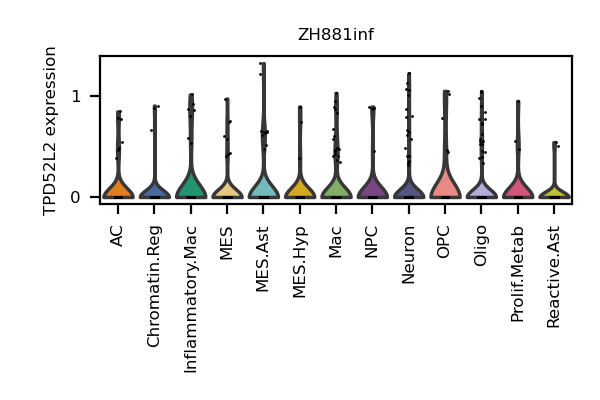 ZH881inf
TPD52L2 expression
1
0
AC
Chromatin.Reg
Inflammatory.Mac
MES
MES.Ast
MES.Hyp
Mac
NPC
Neuron
OPC
Oligo
Prolif.Metab
Reactive.Ast